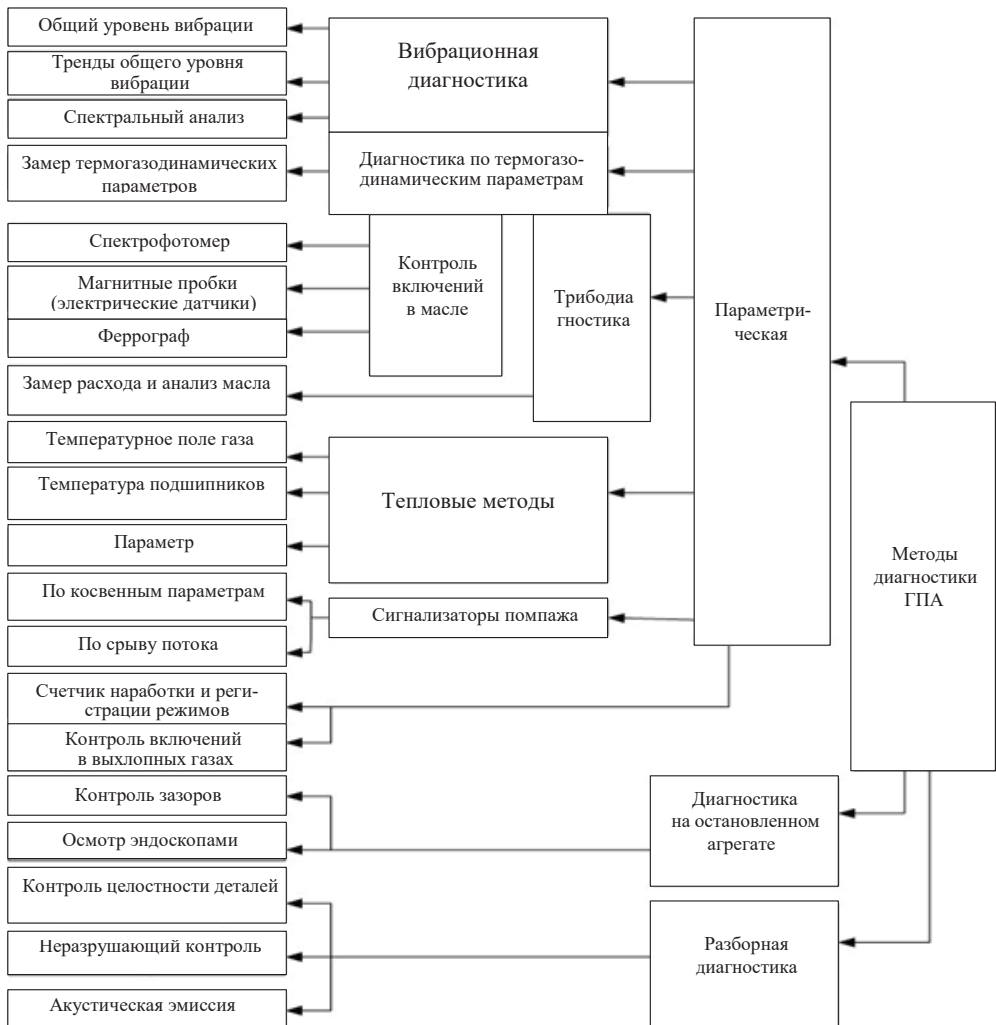 Общий уровень вибрации
Тренды общего уровня
вибрации
Спектральный анализ
Замер термогазодинамических
параметров
Спектрофотомер
Магнитные пробки
(электрические датчики)
Феррограф
Замер расхода и анализ масла
Температурное поле газа
Температура подшипников
Параметр
По косвенным параметрам
По срыву потока
Счетчик наработки и реги-
страции режимов
Контроль включений
в выхлопных газах
Контроль зазоров
Осмотр эндоскопами
Контроль целостности деталей
Неразрушающий контроль
Акустическая эмиссия
Вибрационная
диагностика
Диагностика по термогазо-
динамическим параметрам
Контроль
включений
в масле
Трибодиа
гностика
Тепловые методы
Сигнализаторы помпажа
Параметри-
ческая
Диагностика
на остановленном
агрегате
Разборная
диагностика
Методы
диагностики
ГПА